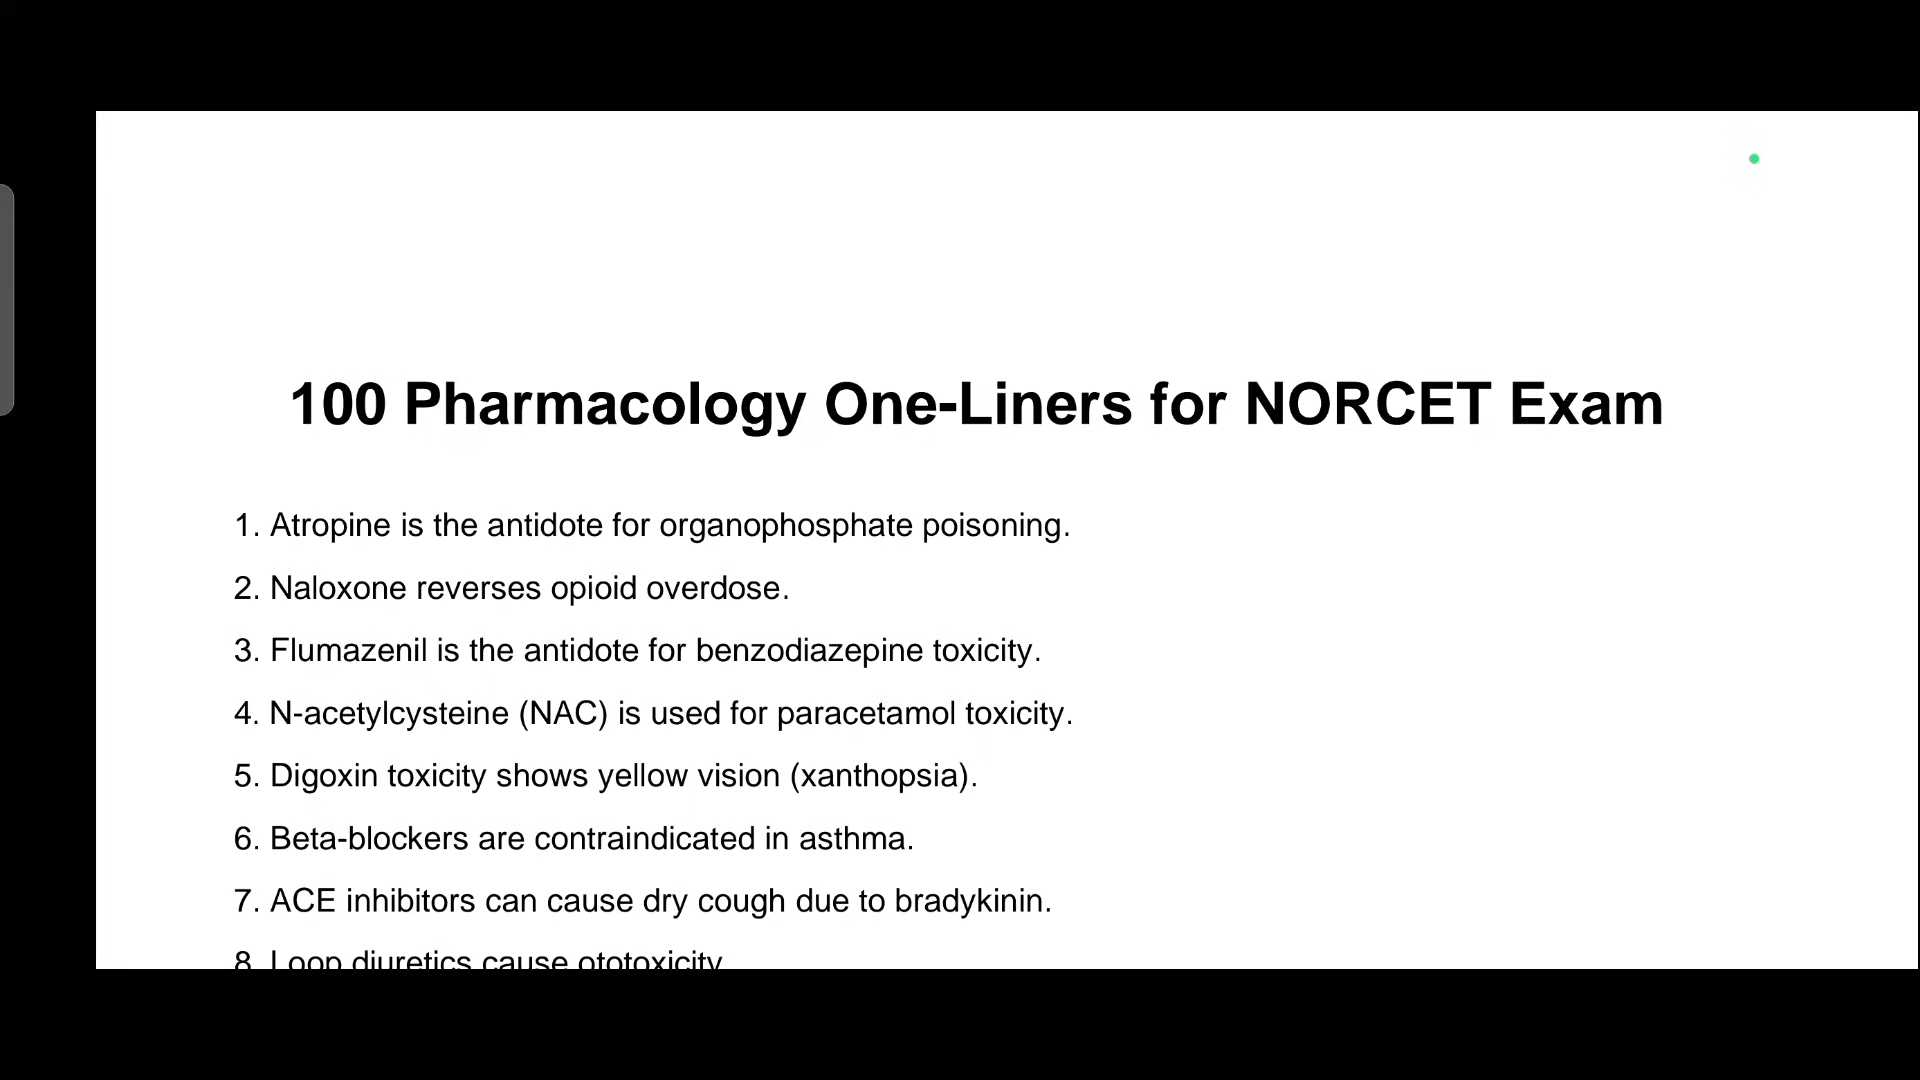 100 Pharmacology One-Liners for NORCET Exam
1. Atropine is the antidote for organophosphate poisoning.
2. Naloxone reverses opioid overdose.
3. Flumazenil is the antidote for benzodiazepine toxicity.
4. N-acetylcysteine (NAC) is used for paracetamol toxicity.
5. Digoxin toxicity shows yellow vision (xanthopsia).
6. Beta-blockers are contraindicated in asthma.
7. ACE inhibitors can cause dry cough due to bradykinin.
8. Loop diuretics cause ototoxicity.